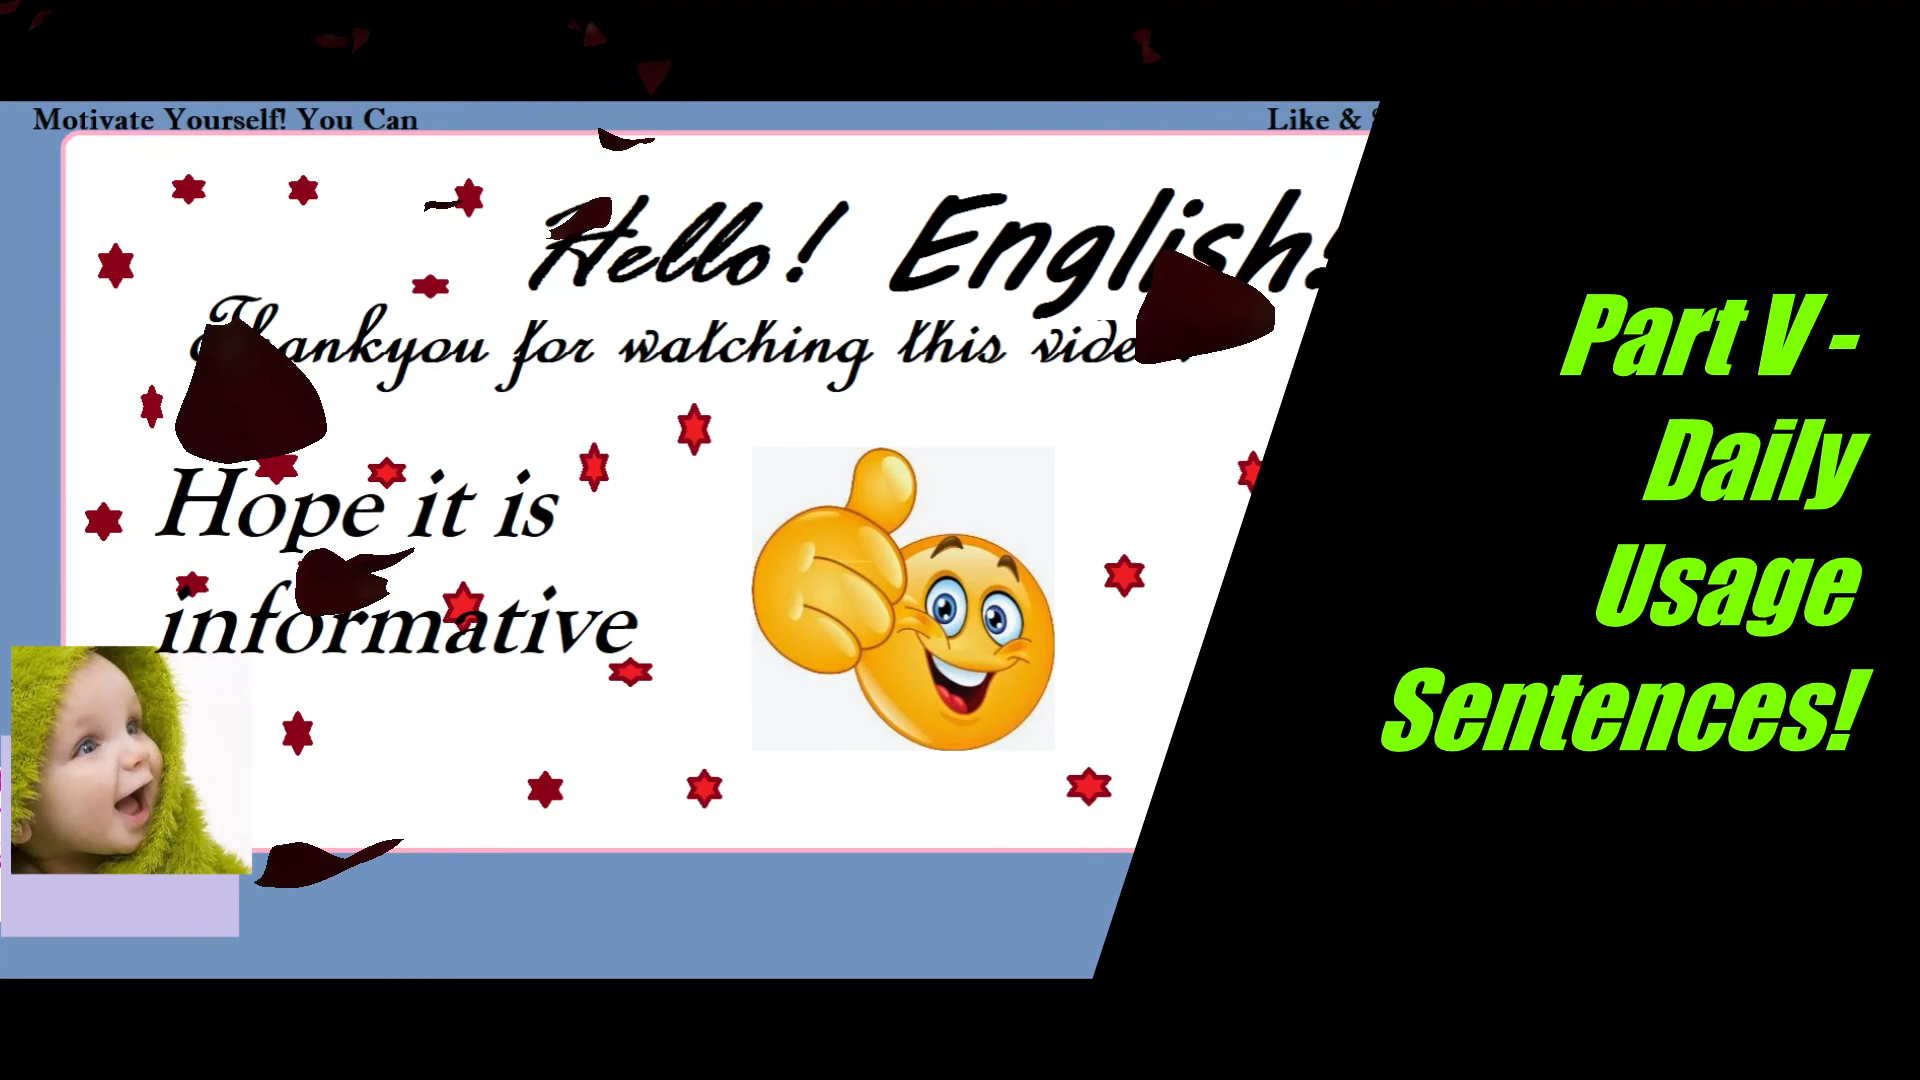 Motivate Yourself! You Can
Like &
Hello! English!
Thankyou for watching this video
Hope it is
informative
Part V -
Daily
Usage
Sentences!